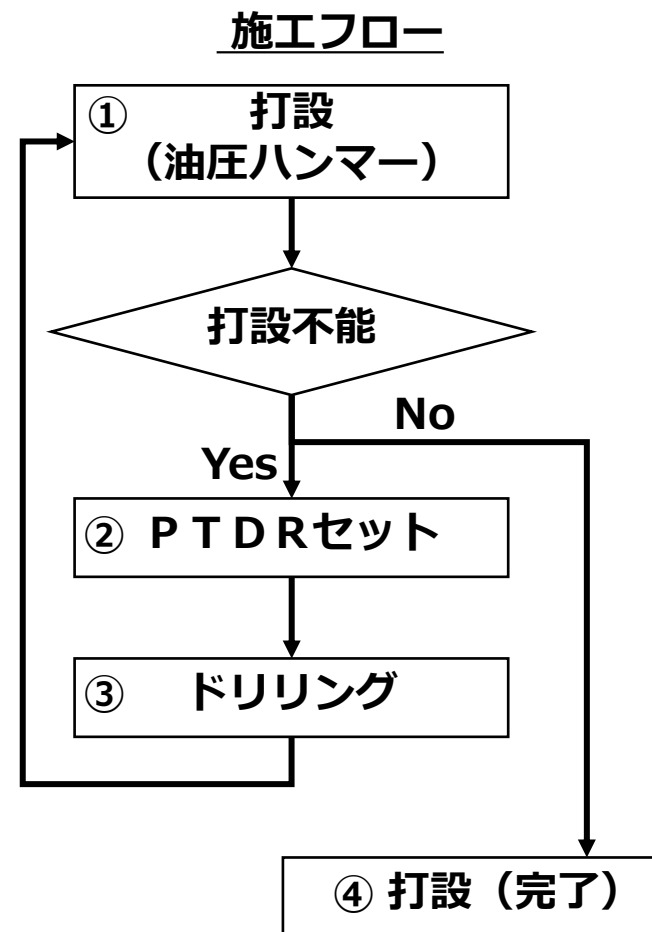 施工フロー
① 打設
（油圧ハンマー）
打設不能
No
Yes
② ＰＴＤＲセット
③ ドリリング
④ 打設（完了）